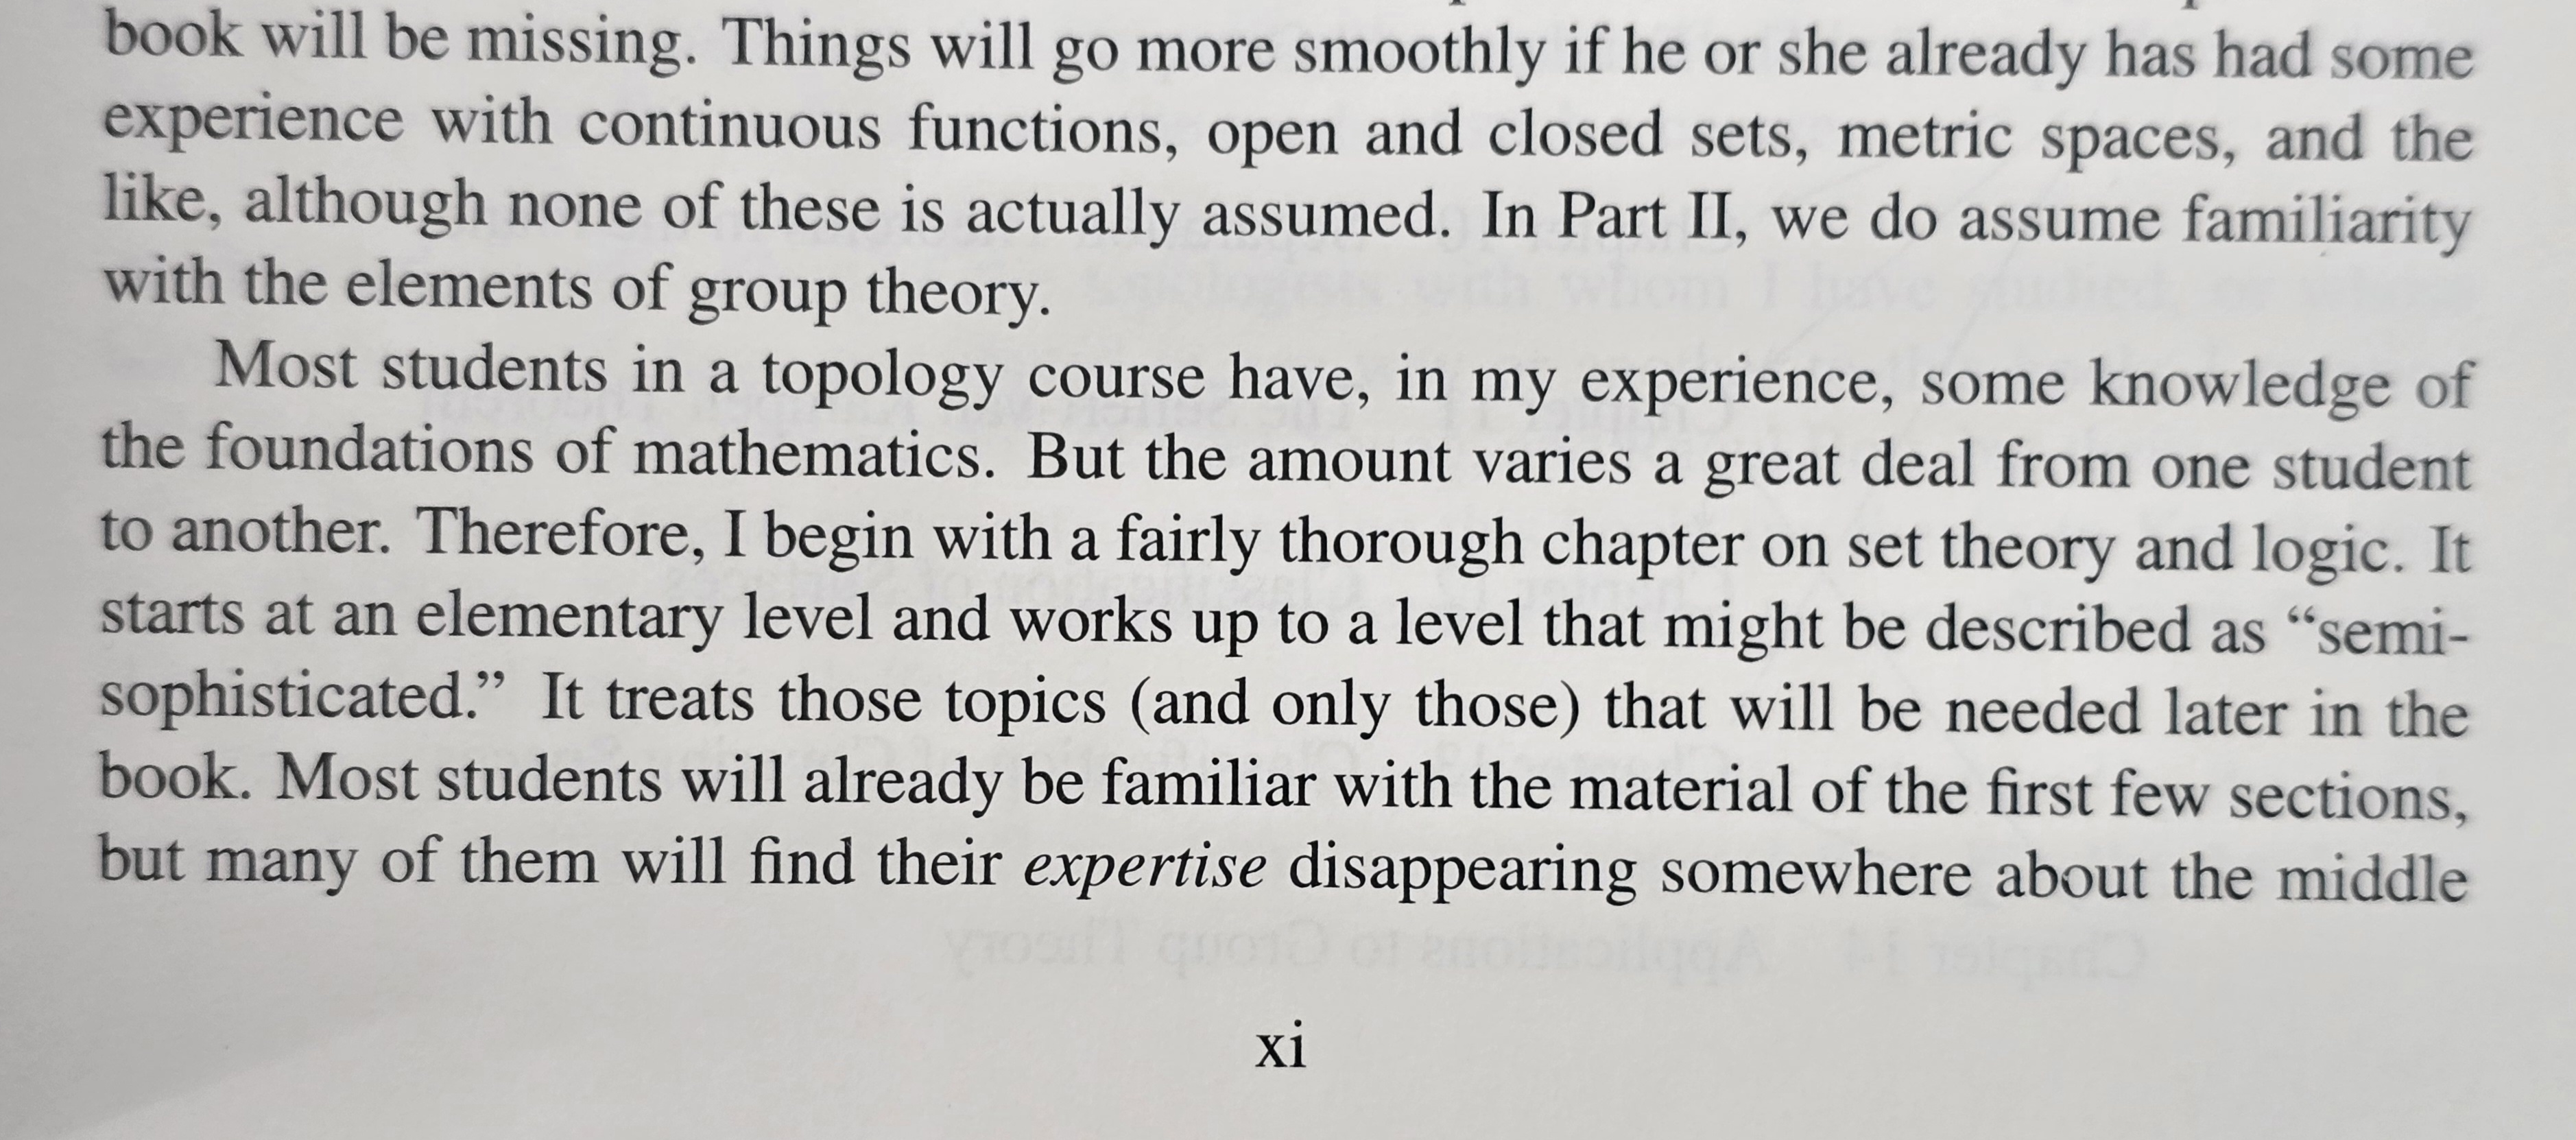 book will be missing. Things will go more smoothly if he or she already has had some
experience with continuous functions, open and closed sets, metric spaces, and the
like, although none of these is actually assumed. In Part II, we do assume familiarity
with the elements of group theory.
Most students in a topology course have, in my experience, some knowledge of
the foundations of mathematics. But the amount varies a great deal from one student
to another. Therefore, I begin with a fairly thorough chapter on set theory and logic. It
starts at an elementary level and works up to a level that might be described as “semi-
sophisticated.” It treats those topics (and only those) that will be needed later in the
book. Most students will already be familiar with the material of the first few sections,
but many of them will find their expertise disappearing somewhere about the middle
Chapter 14 Applications to Group Theory
xi